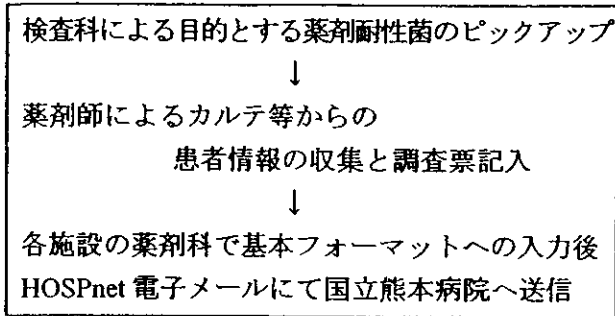 検査科による目的とする薬剤耐性菌のピックアップ
↓
薬剤師によるカルテ等からの
患者情報の収集と調査票記入
↓
各施設の薬剤科で基本フォーマットへの入力後
HOSPnet 電子メールにて国立熊本病院へ送信